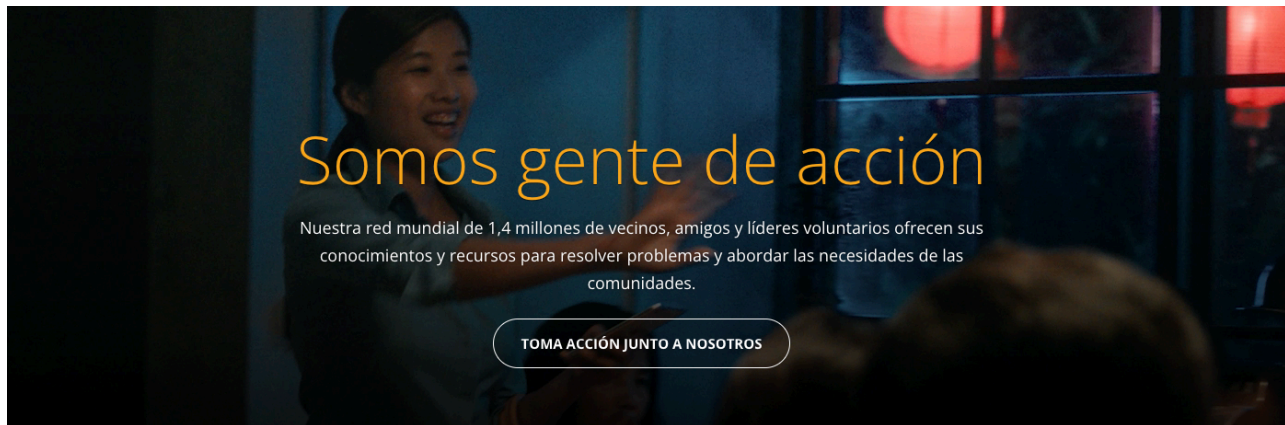 Somos gente de acción
Nuestra red mundial de 1,4 millones de vecinos, amigos y líderes voluntarios ofrecen sus
conocimientos y recursos para resolver problemas y abordar las necesidades de las
comunidades.
TOMA ACCIÓN JUNTO A NOSOTROS